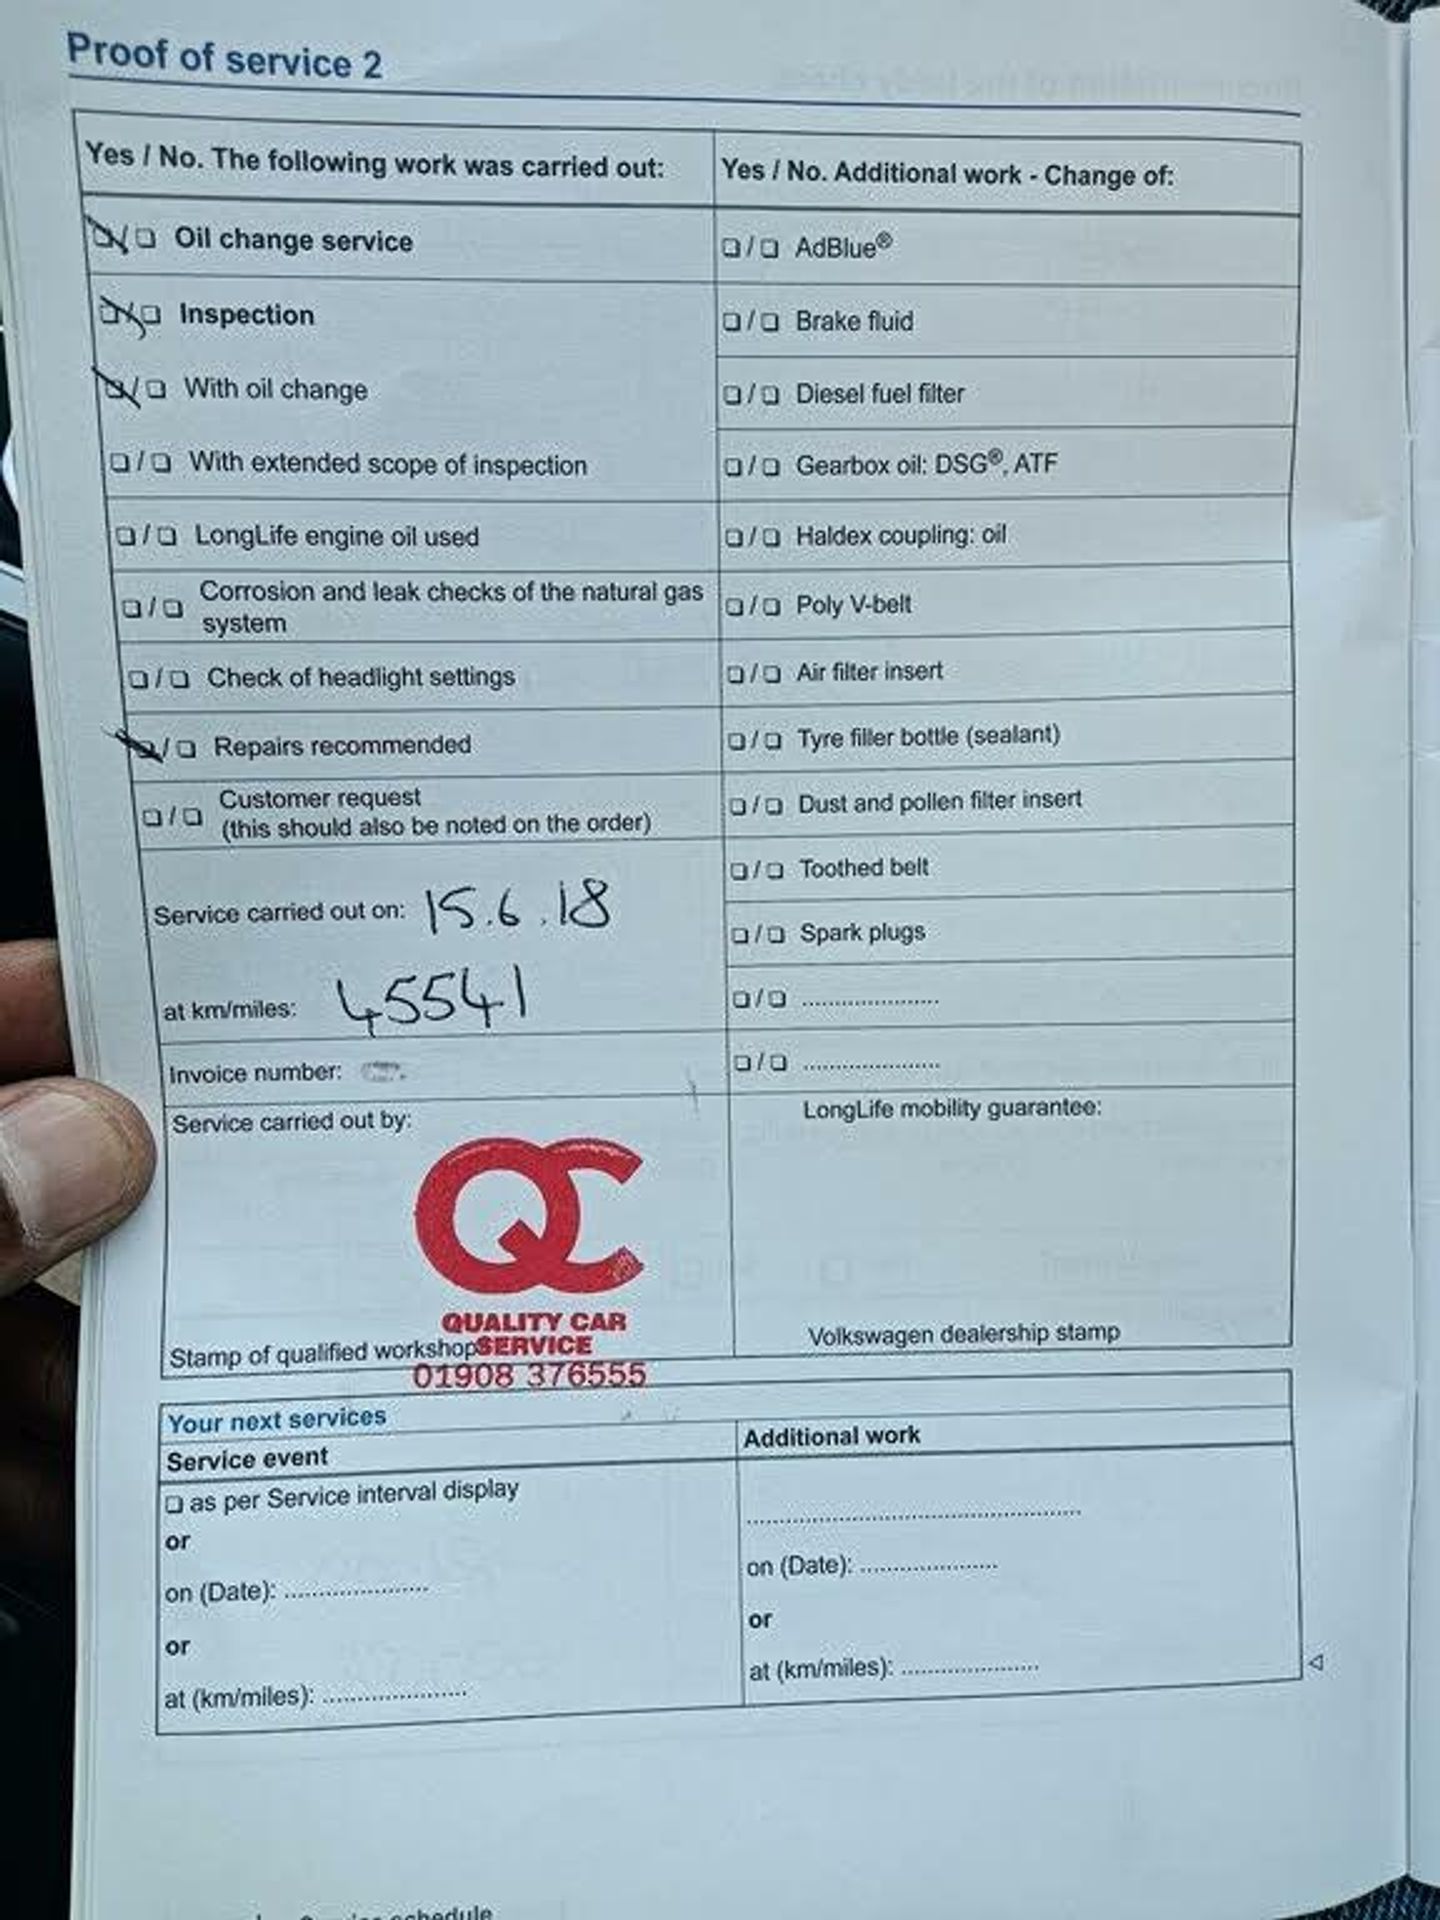 Proof of service 2
Yes / No. The following work was carried out:
Yes / No. Additional work - Change of:
❏/❏ Oil change service
❏/❏ Inspection
❏/❏ With oil change
❏/❏ With extended scope of inspection
❏/❏ LongLife engine oil used
❏/❏ Corrosion and leak checks of the natural gas
system
❏/❏ Check of headlight settings
❏/❏ Repairs recommended
❏/❏ Customer request
(this should also be noted on the order)
Service carried out on: 15.6.18
at km/miles: 45541
Invoice number:
❏/❏ AdBlue®
❏/❏ Brake fluid
❏/❏ Diesel fuel filter
❏/❏ Gearbox oil: DSG®, ATF
❏/❏ Haldex coupling: oil
❏/❏ Poly V-belt
❏/❏ Air filter insert
❏/❏ Tyre filler bottle (sealant)
❏/❏ Dust and pollen filter insert
❏/❏ Toothed belt
❏/❏ Spark plugs
❏/❏ ......................
❏/❏ ......................
Service carried out by:
QC
QUALITY CAR
SERVICE
Stamp of qualified workshop
01908 376555
LongLife mobility guarantee:
Volkswagen dealership stamp
Your next services
Service event
❏ as per Service interval display
or
on (Date): ......................
or
at (km/miles): ......................
Additional work
......................................................
on (Date): ......................
or
at (km/miles): ......................
schedule